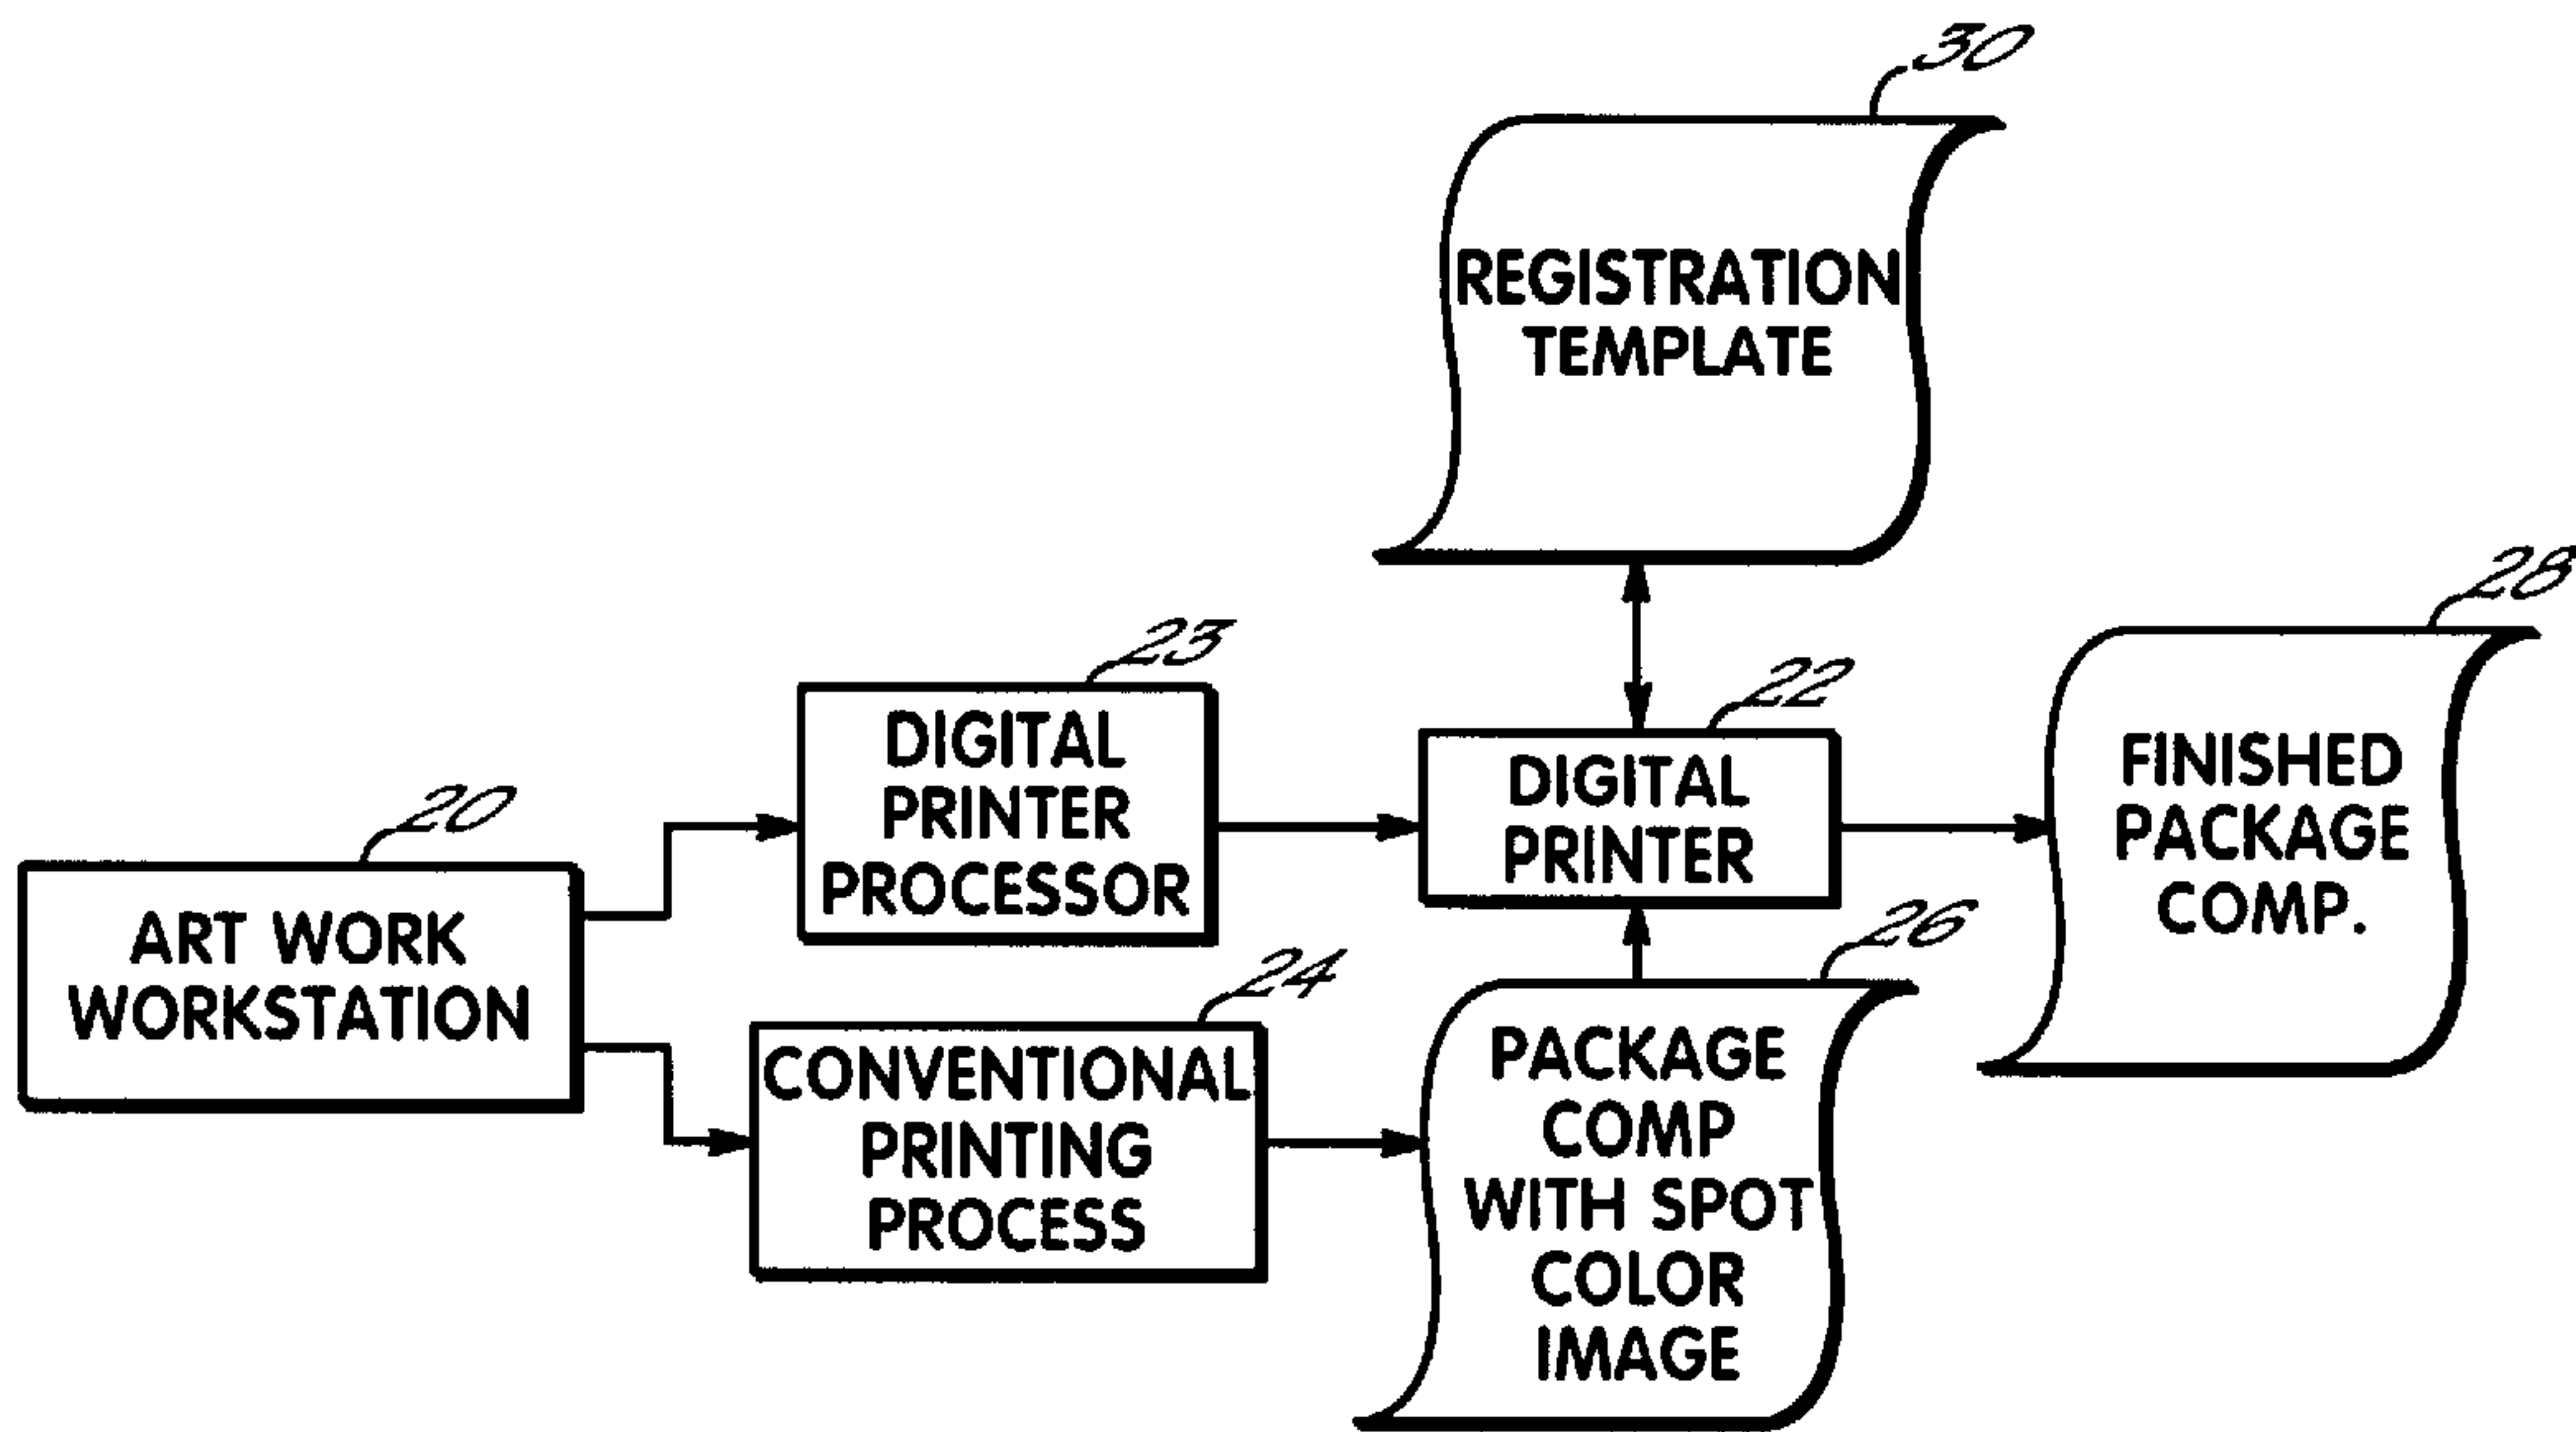 30
REGISTRATION
TEMPLATE
28
23
22
DIGITAL
PRINTER
PROCESSOR
DIGITAL
PRINTER
FINISHED
PACKAGE
COMP.
20
ART WORK
WORKSTATION
24
CONVENTIONAL
PRINTING
PROCESS
26
PACKAGE
COMP
WITH SPOT
COLOR
IMAGE